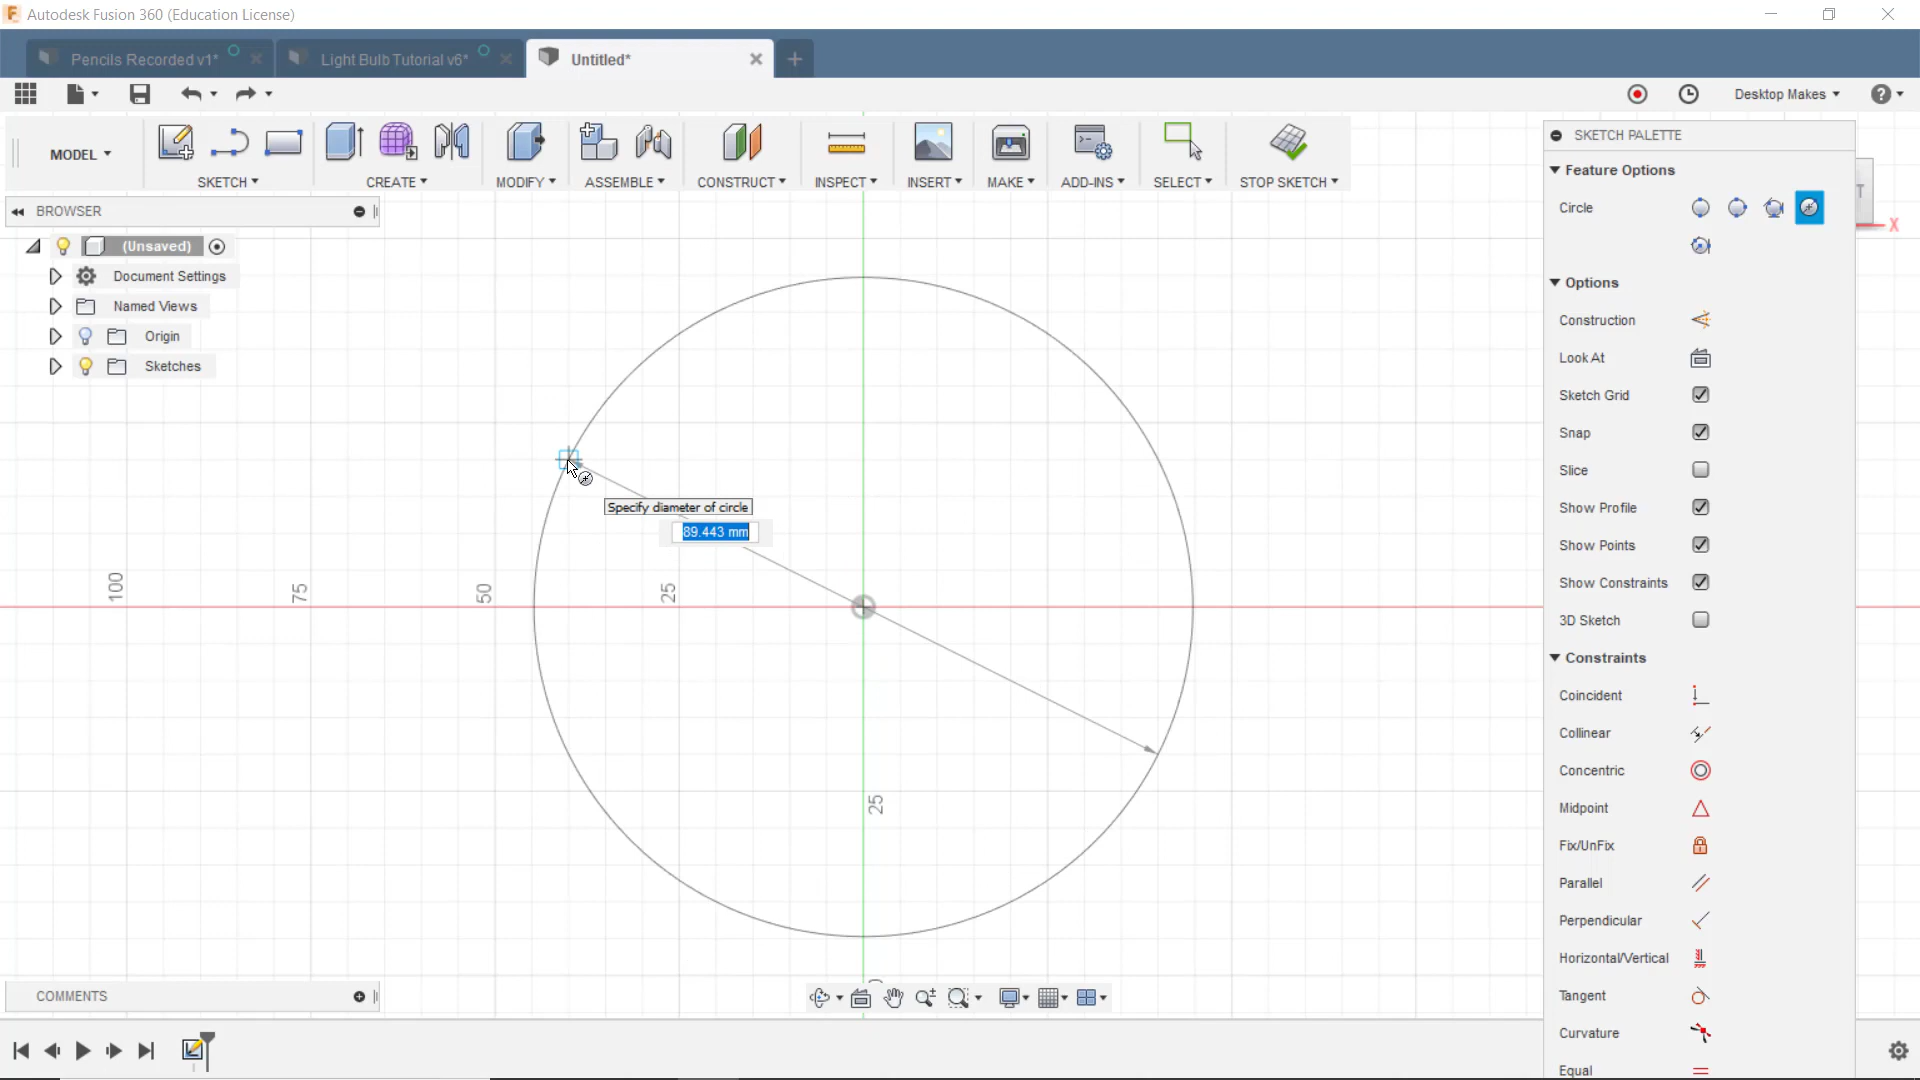 Autodesk Fusion 360 (Education License)
Pencils Recorded v1*
Light Bulb Tutorial v6*
Untitled*
Desktop Makes
MODEL
SKETCH
CREATE
MODIFY
ASSEMBLE
CONSTRUCT
INSPECT
INSERT
MAKE
ADD-INS
SELECT
STOP SKETCH
BROWSER
(Unsaved)
Document Settings
Named Views
Origin
Sketches
Specify diameter of circle
89.443 mm
100
75
50
25
25
X
SKETCH PALETTE
Feature Options
Circle
Options
Construction
Look At
Sketch Grid
Snap
Slice
Show Profile
Show Points
Show Constraints
3D Sketch
Constraints
Coincident
Collinear
Concentric
Midpoint
Fix/UnFix
Parallel
Perpendicular
Horizontal/Vertical
Tangent
Curvature
Equal
COMMENTS